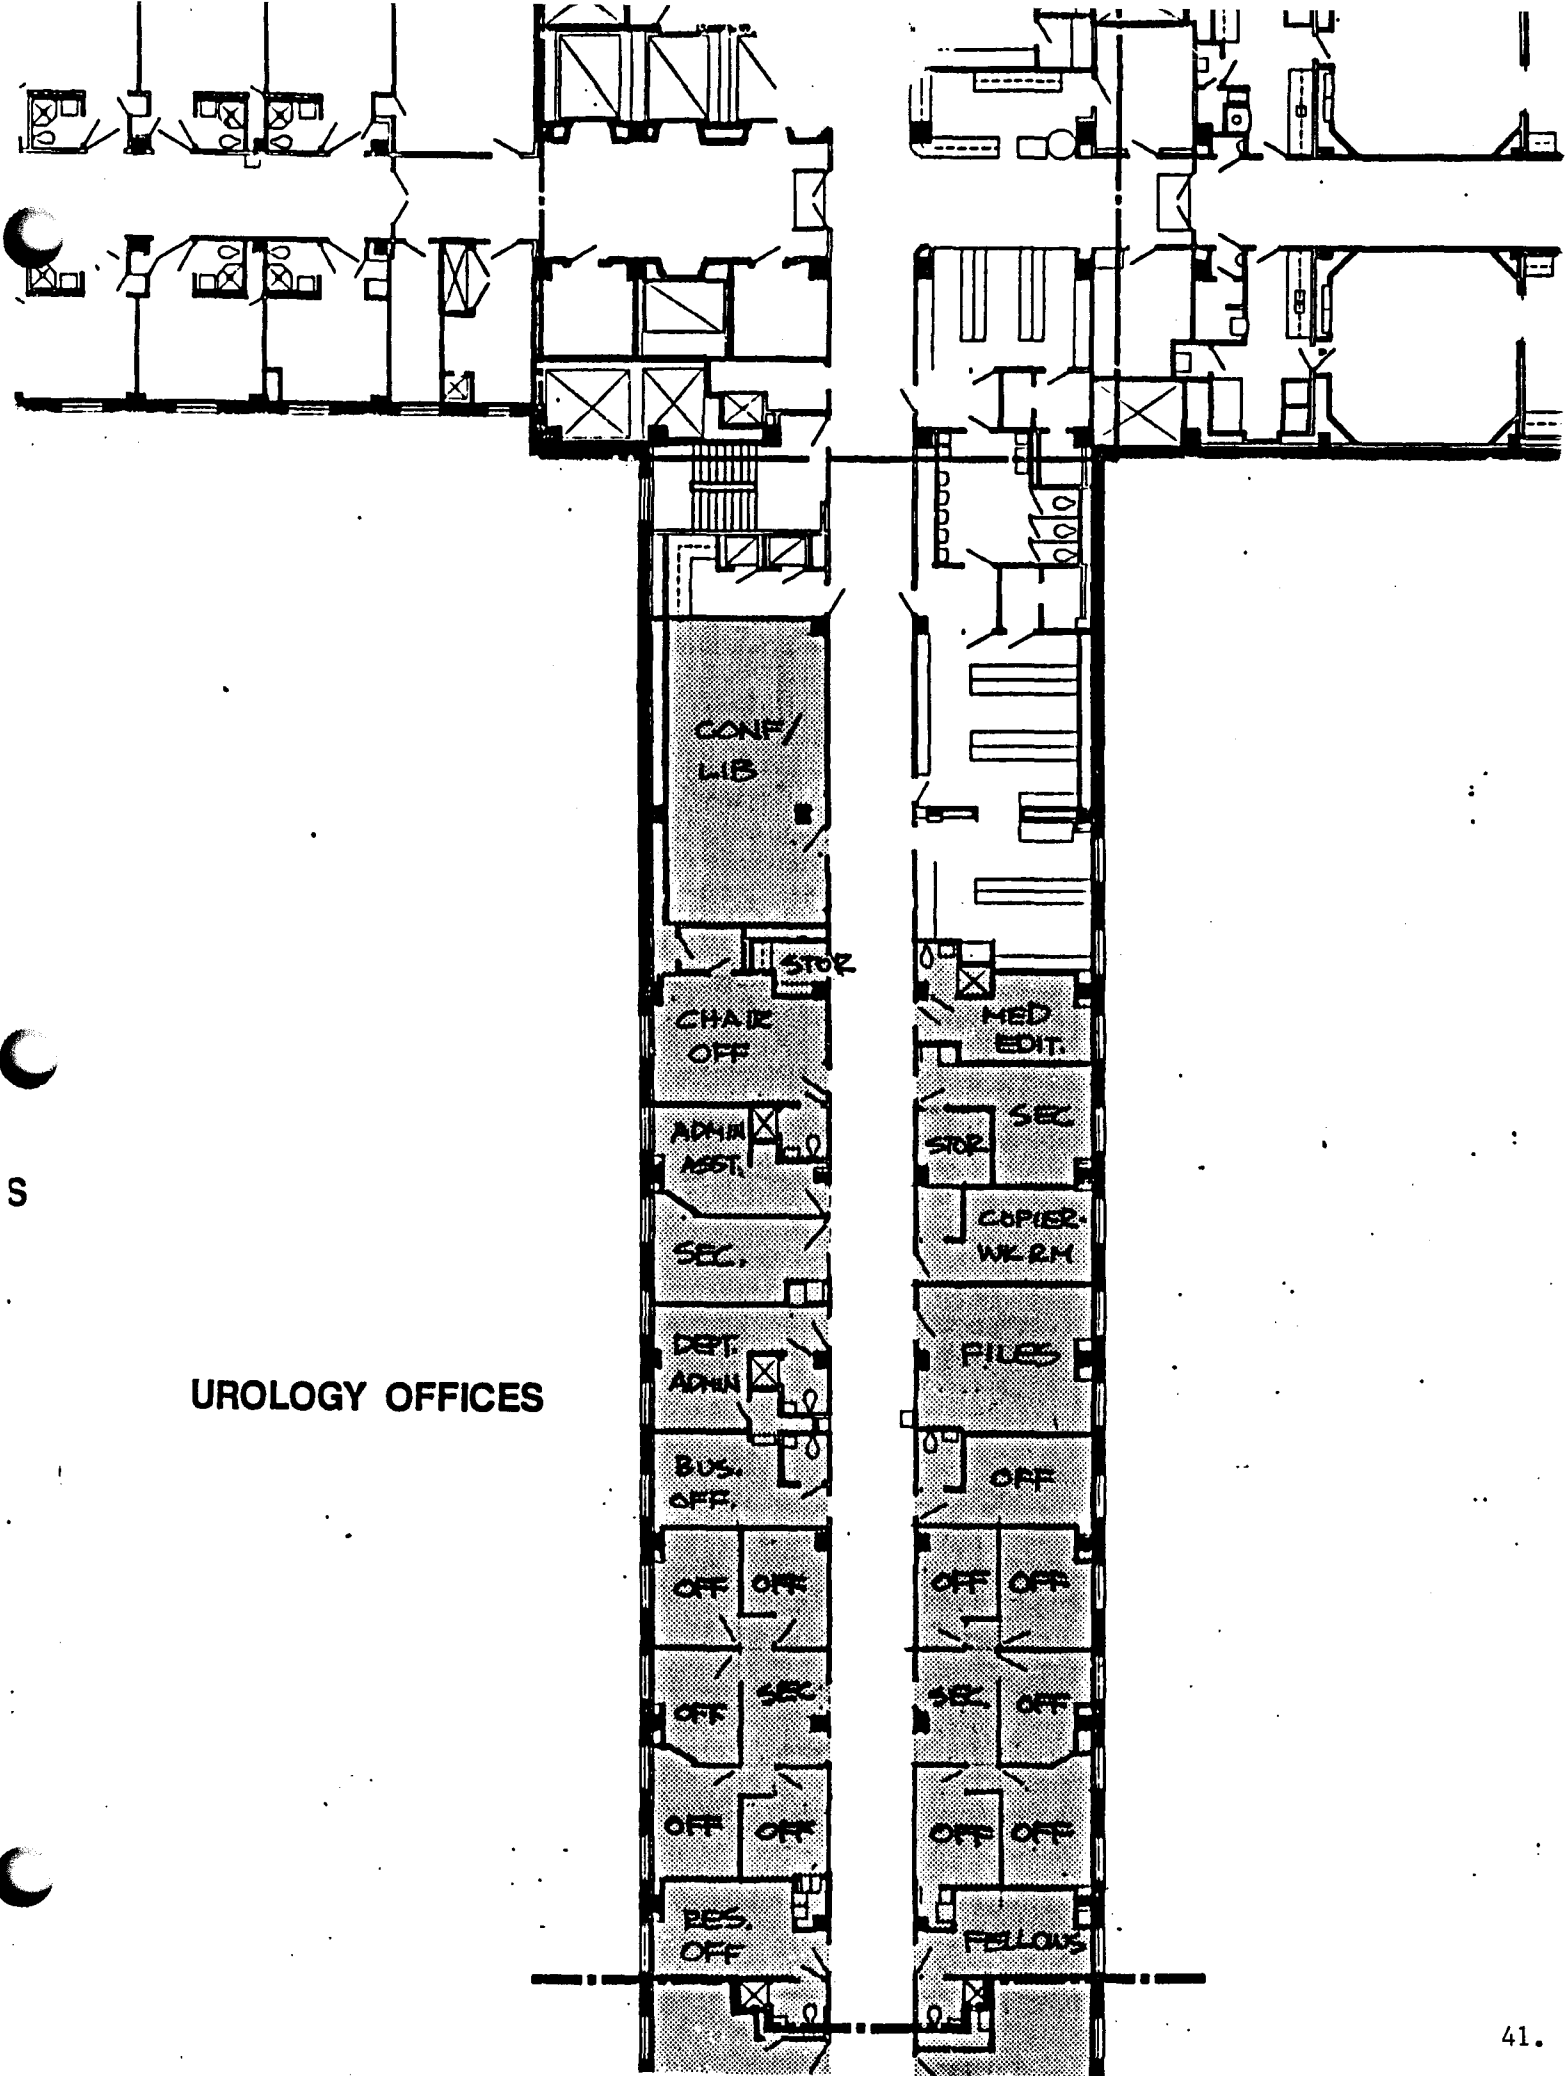 CONF/
LIB
STOR
CHAIR
OFF
MED
EDIT.
ADMIN
ASST.
SEC
STOR
S
SEC.
COPIER-
WK RM
DEPT.
ADMIN
FILES
UROLOGY OFFICES
BUS.
OFF.
OFF
OFF
OFF
OFF
OFF
OFF
SEC
SEC.
OFF
OFF
OFF
OFF
OFF
RES.
OFF
FELLOWS
41.